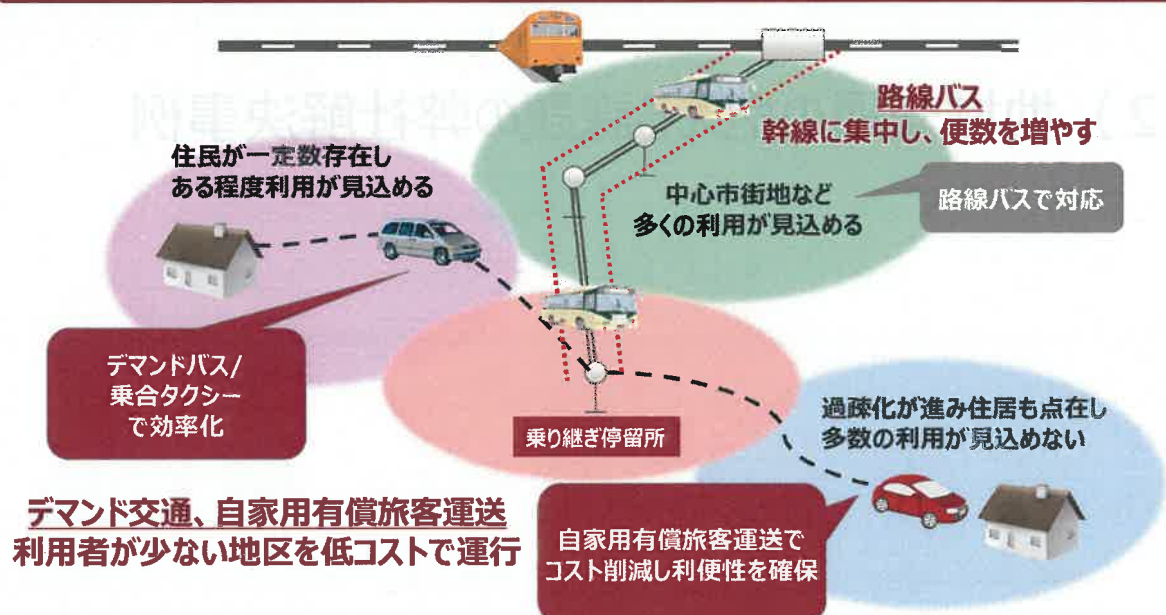 路線バス
幹線に集中し、便数を増やす
住民が一定数存在し
ある程度利用が見込める
中心市街地など
多くの利用が見込める
路線バスで対応
デマンドバス/
乗合タクシー
で効率化
乗り継ぎ停留所
過疎化が進み住居も点在し
多数の利用が見込めない
デマンド交通、自家用有償旅客運送
利用者が少ない地区を低コストで運行
自家用有償旅客運送で
コスト削減し利便性を確保